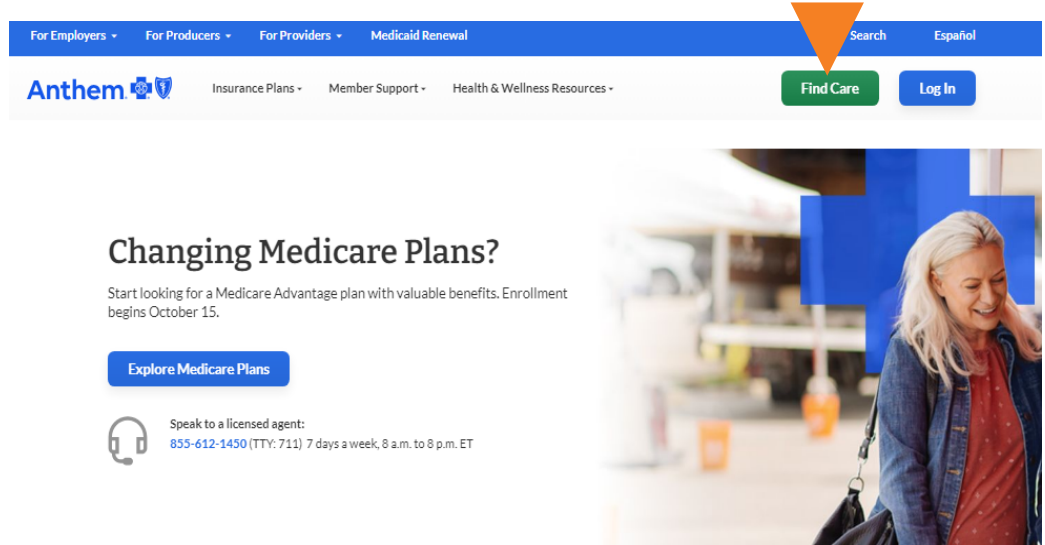 For Employers For Producers For Providers Medicaid Renewal Search Español
Anthem Insurance Plans Member Support Health & Wellness Resources Find Care Log In
Changing Medicare Plans?
Start looking for a Medicare Advantage plan with valuable benefits. Enrollment
begins October 15.
Explore Medicare Plans
Speak to a licensed agent:
855-612-1450 (TTY: 711) 7 days a week, 8 a.m. to 8 p.m. ET